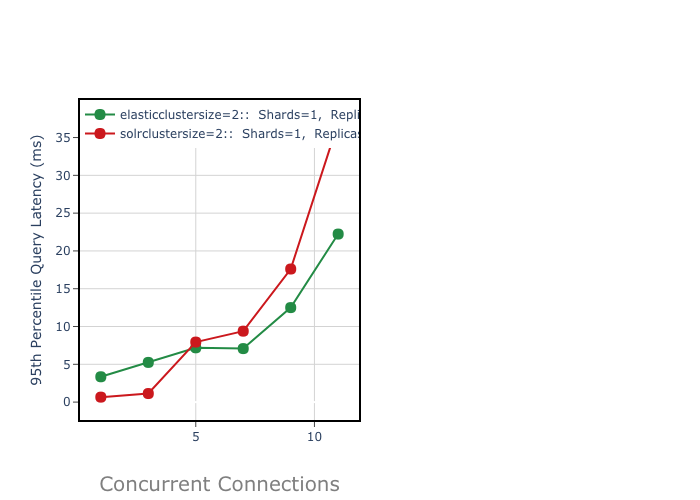 elasticclustersize=2:: Shards=1, Repli
solrclustersize=2:: Shards=1, Replicas
95th Percentile Query Latency (ms)
35
30
25
20
15
10
5
0
5 10
Concurrent Connections